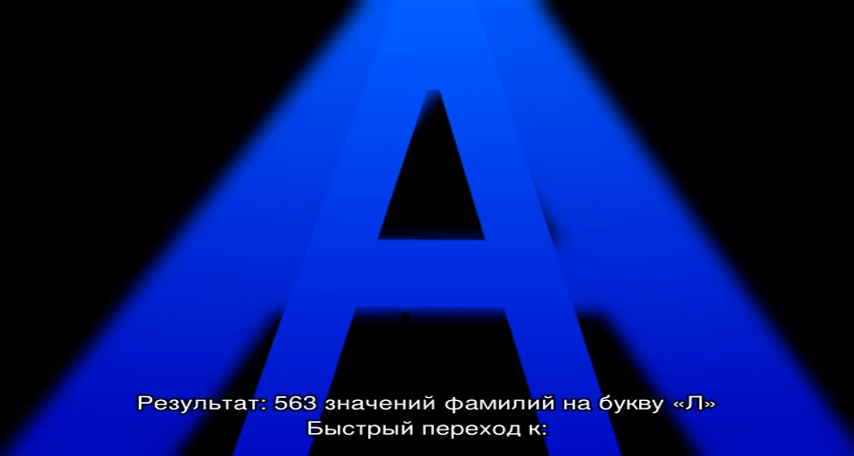 А
Результат: 563 значений фамилий на букву «Л»
Быстрый переход к: